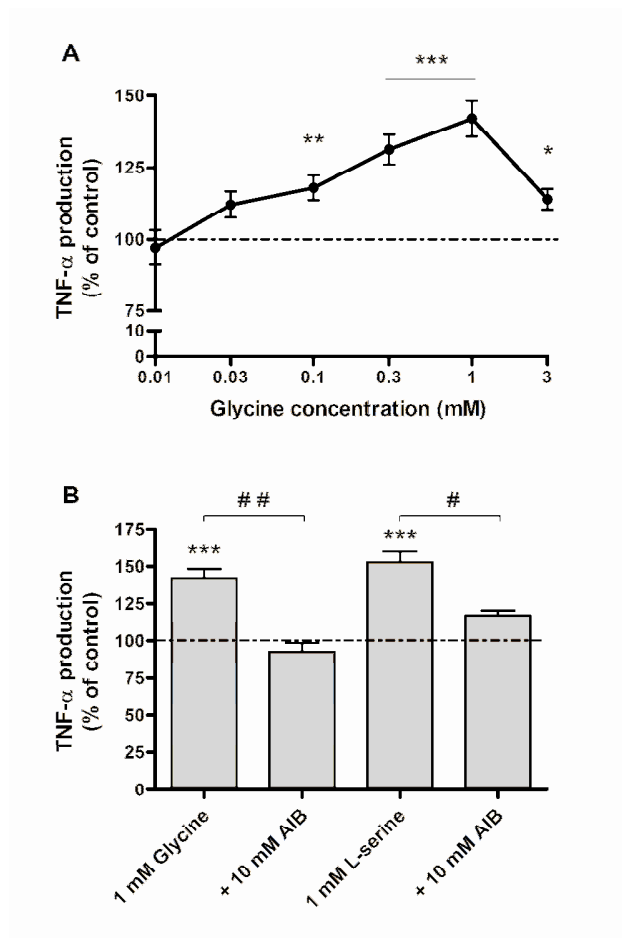 A
***
150
**
125
*
100
75
10
0
TNF-α production
(% of control)
0.01 0.03 0.1 0.3 1 3
Glycine concentration (mM)
B
# # #
175
*** ***
150
125
100
75
50
25
0
TNF-α production
(% of control)
1 mM Glycine
+ 10 mM AIB
1 mM L-serine
+ 10 mM AIB